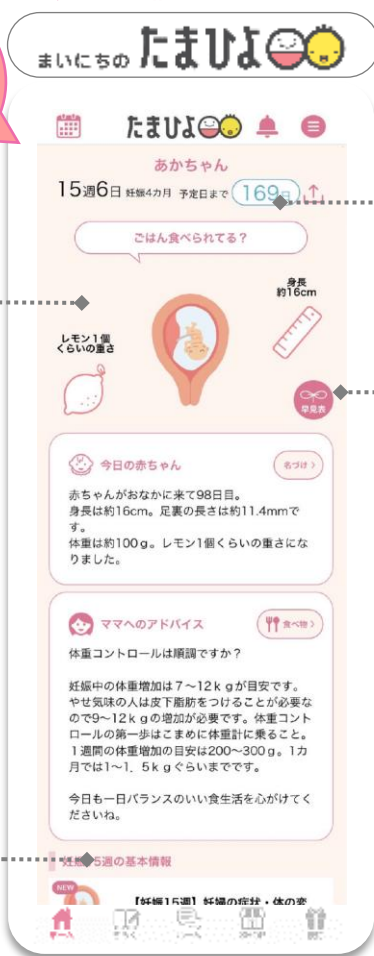 まいにちの たまひよ
たまひよ
あかちゃん
15週6日 妊娠4カ月 予定日まで 169日
ごはん食べられてる?
身長
約16cm
レモン1個
くらいの重さ
早見表
今日の赤ちゃん
名づけ >
赤ちゃんがおなかに来て98日目。
身長は約16cm。足裏の長さは約11.4mmで
す。
体重は約100g。レモン1個くらいの重さにな
りました。
ママへのアドバイス
食べ物 >
体重コントロールは順調ですか?
妊娠中の体重増加は7〜12kgが目安です。
やせ気味の人は皮下脂肪をつけることが必要な
ので9〜12kgの増加が必要です。体重コント
ロールの第一歩はこまめに体重計に乗ること。
1週間の体重増加の目安は200〜300g。1カ
月では1〜1.5kgぐらいまでです。
今日も一日バランスのいい食生活を心がけてく
ださいね。
妊娠15週の基本情報
NEW
【妊娠15週】妊婦の症状・体の変
ホーム